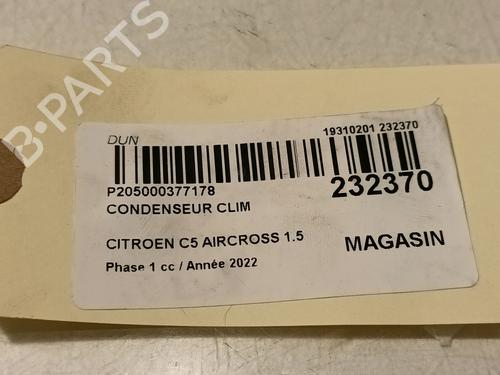 B-PARTS
DUN
19310201 232370
P205000377178
232370
CONDENSEUR CLIM
CITROEN C5 AIRCROSS 1.5
MAGASIN
Phase 1 cc / Année 2022